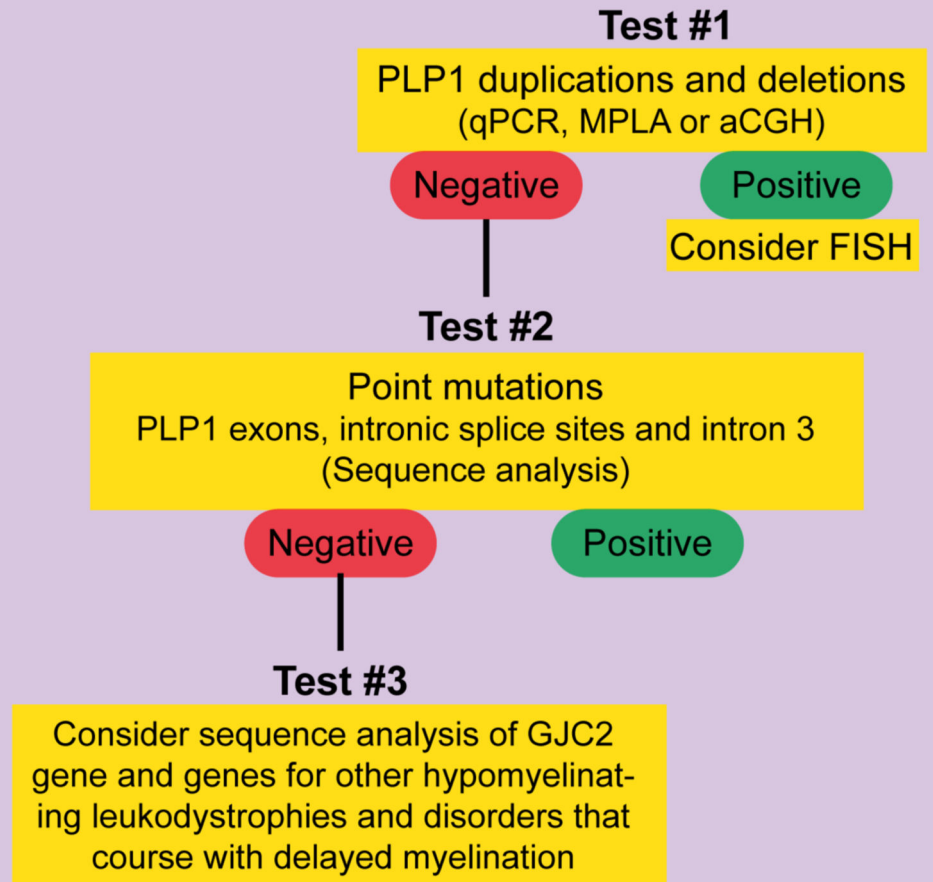 Test #1
PLP1 duplications and deletions
(qPCR, MPLA or aCGH)
Negative
Positive
Consider FISH
Test #2
Point mutations
PLP1 exons, intronic splice sites and intron 3
(Sequence analysis)
Negative
Positive
Test #3
Consider sequence analysis of GJC2
gene and genes for other hypomyelinat-
ing leukodystrophies and disorders that
course with delayed myelination